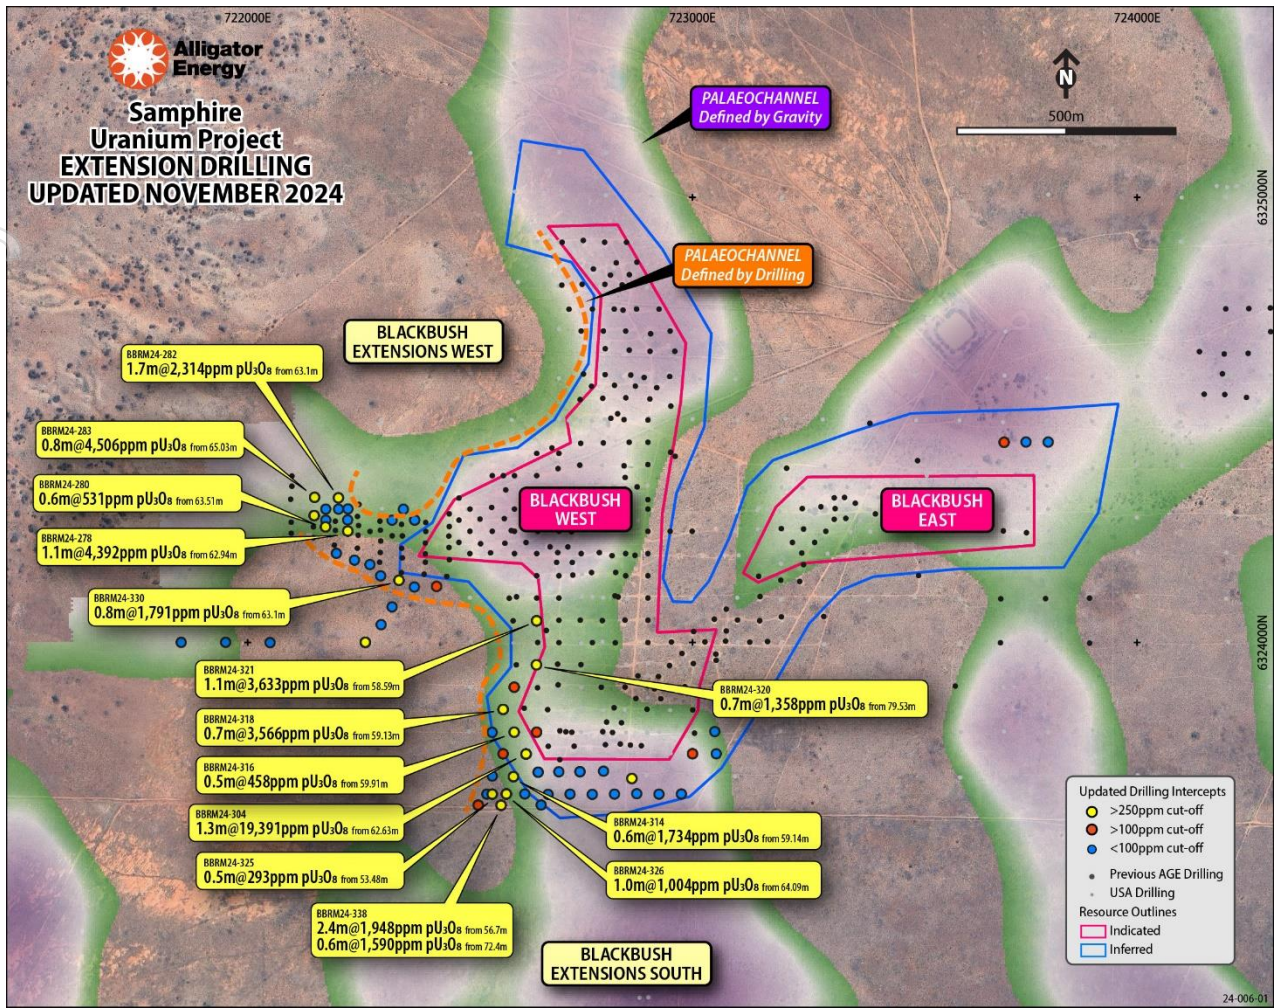 722000E
723000E
724000E
Alligator
Energy
Samphire
Uranium Project
EXTENSION DRILLING
UPDATED NOVEMBER 2024
PALAEOCHANNEL
Defined by Gravity
N
500m
6325000N
PALAEOCHANNEL
Defined by Drilling
BLACKBUSH
EXTENSIONS WEST
BBRM24-282
1.7m@2,314ppm pU₃O₈ from 63.1m
BBRM24-283
0.8m@4,506ppm pU₃O₈ from 65.03m
BBRM24-280
0.6m@531ppm pU₃O₈ from 63.51m
BBRM24-278
1.1m@4,392ppm pU₃O₈ from 62.94m
BLACKBUSH
WEST
BLACKBUSH
EAST
BBRM24-330
0.8m@1,791ppm pU₃O₈ from 63.1m
6324000N
BBRM24-321
1.1m@3,633ppm pU₃O₈ from 58.59m
BBRM24-320
0.7m@1,358ppm pU₃O₈ from 79.53m
BBRM24-318
0.7m@3,566ppm pU₃O₈ from 59.13m
BBRM24-316
0.5m@458ppm pU₃O₈ from 59.91m
BBRM24-304
1.3m@19,391ppm pU₃O₈ from 62.63m
BBRM24-314
0.6m@1,734ppm pU₃O₈ from 59.14m
BBRM24-325
0.5m@293ppm pU₃O₈ from 53.48m
BBRM24-326
1.0m@1,004ppm pU₃O₈ from 64.09m
BBRM24-338
2.4m@1,948ppm pU₃O₈ from 56.7m
0.6m@1,590ppm pU₃O₈ from 72.4m
BLACKBUSH
EXTENSIONS SOUTH
Updated Drilling Intercepts
>250ppm cut-off
>100ppm cut-off
<100ppm cut-off
Previous AGE Drilling
USA Drilling
Resource Outlines
Indicated
Inferred
24-006-01